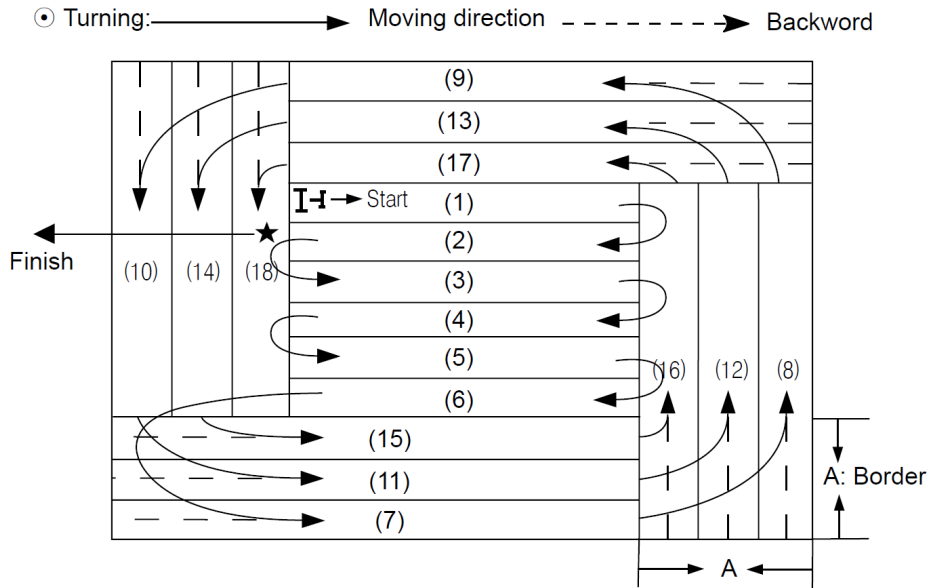 ⊙ Turning: Moving direction Backword
(9)
(13)
(17)
Start (1)
(2)
Finish
(10) (14) (18) (3)
(4)
(5)
(16) (12) (8)
(6)
(15)
(11)
A: Border
(7)
A